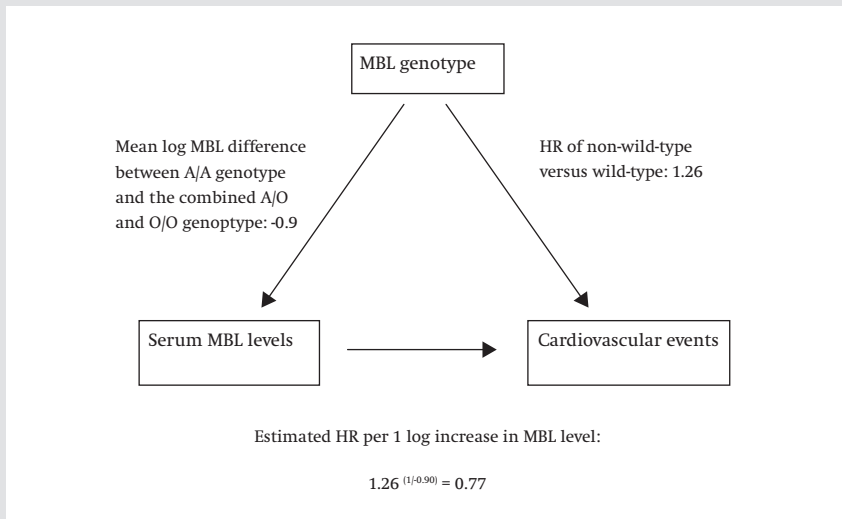 MBL genotype
Mean log MBL difference
between A/A genotype
and the combined A/O
and O/O genoptype: -0.9
HR of non-wild-type
versus wild-type: 1.26
Serum MBL levels
Cardiovascular events
Estimated HR per 1 log increase in MBL level:
1.26 (1/-0.90) = 0.77